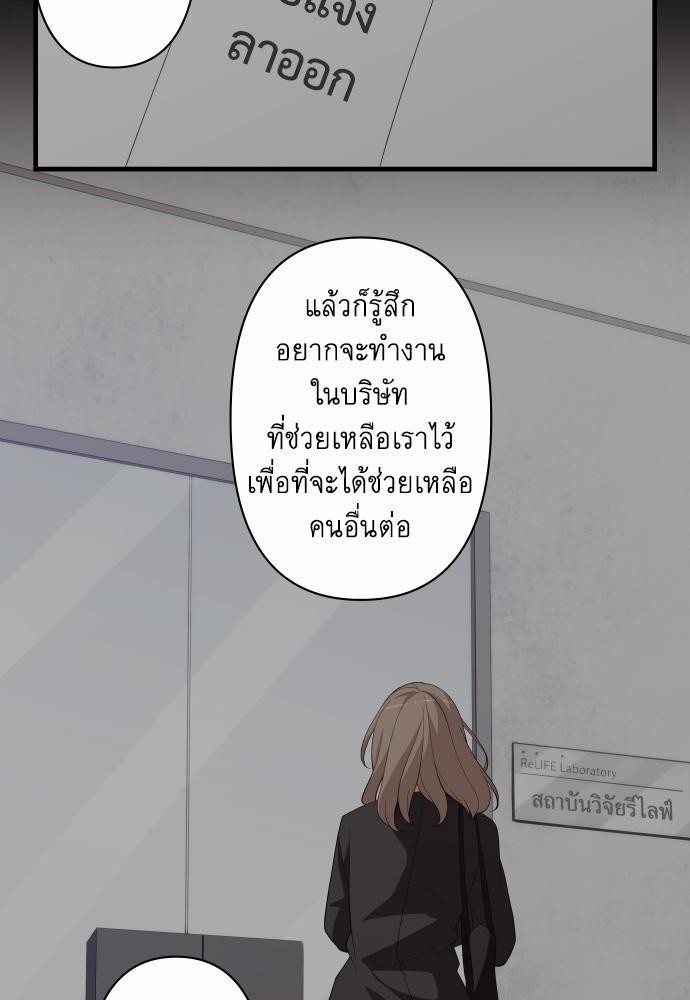 ลาออก
แล้วก็รู้สึก
อยากจะทำงาน
ในบริษัท
ที่ช่วยเหลือเราไว้
เพื่อที่จะได้ช่วยเหลือ
คนอื่นต่อ
ReLIFE Laboratory
สถาบันวิจัยรีไลฟ์